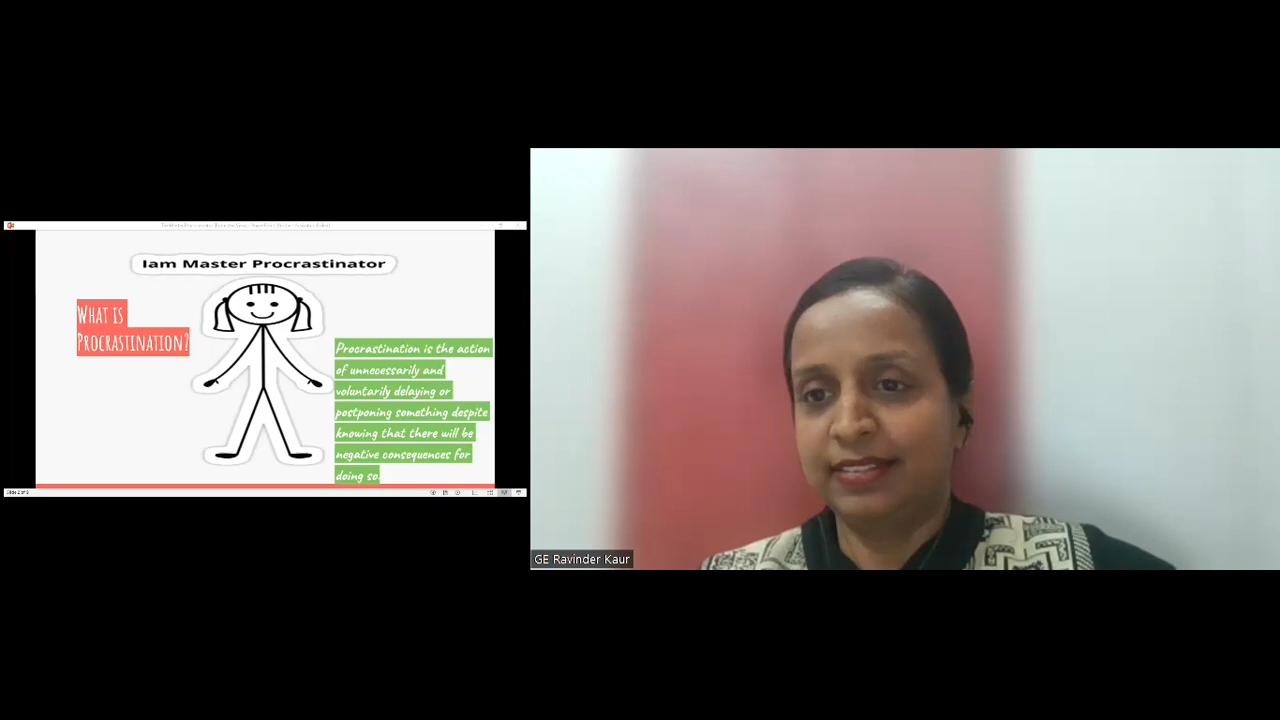 Iam Master Procrastinator
What is
Procrastination?
Procrastination is the action
of unnecessarily and
voluntarily delaying or
postponing something despite
knowing that there will be
negative consequences for
doing so.
GE Ravinder Kaur